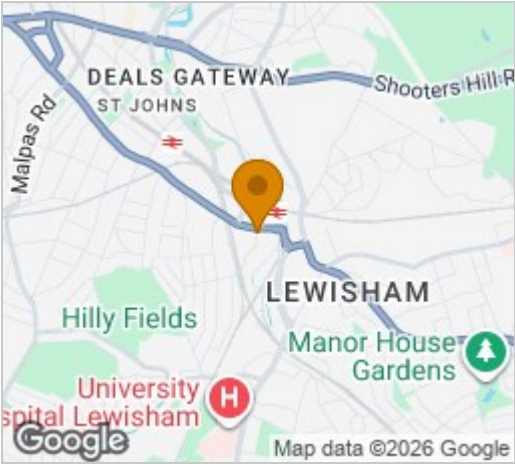 DEALS GATEWAY
Shooters Hill R
ST JOHNS
Malpas Rd
LEWISHAM
Hilly Fields
Manor House
Gardens
University
spital Lewisham
H
Google
Map data ©2026 Google